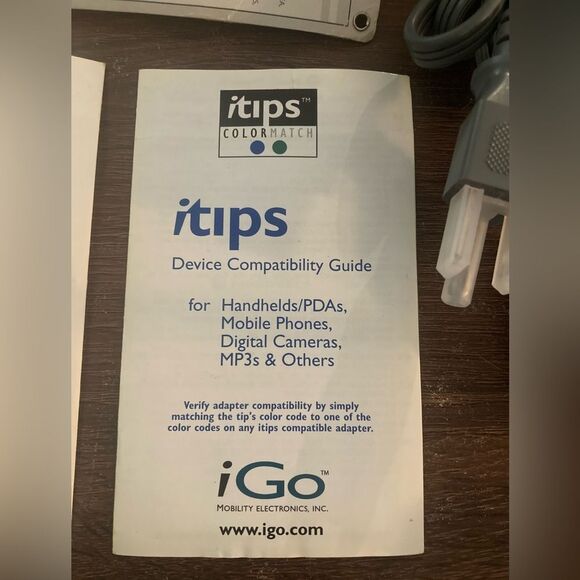 itips™
COLORMATCH
itips
Device Compatibility Guide
for Handhelds/PDAs,
Mobile Phones,
Digital Cameras,
MP3s & Others
Verify adapter compatibility by simply
matching the tip's color code to one of the
color codes on any itips compatible adapter.
iGo™
MOBILITY ELECTRONICS, INC.
www.igo.com